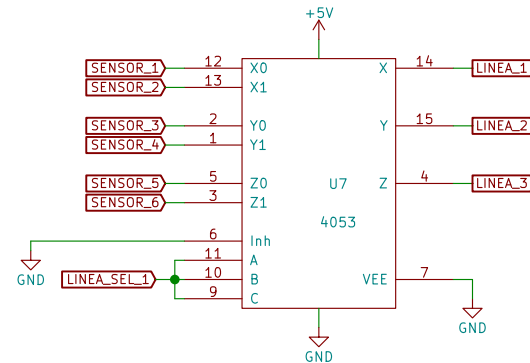 +5V
SENSOR_1 12 X0 X 14 LINEA_1
SENSOR_2 13 X1
SENSOR_3 2 Y0 Y 15 LINEA_2
SENSOR_4 1 Y1
SENSOR_5 5 Z0 U7 Z 4 LINEA_3
SENSOR_6 3 Z1
4053
6 Inh
11 A
GND LINEA_SEL_1 10 B VEE 7
9 C
GND
GND